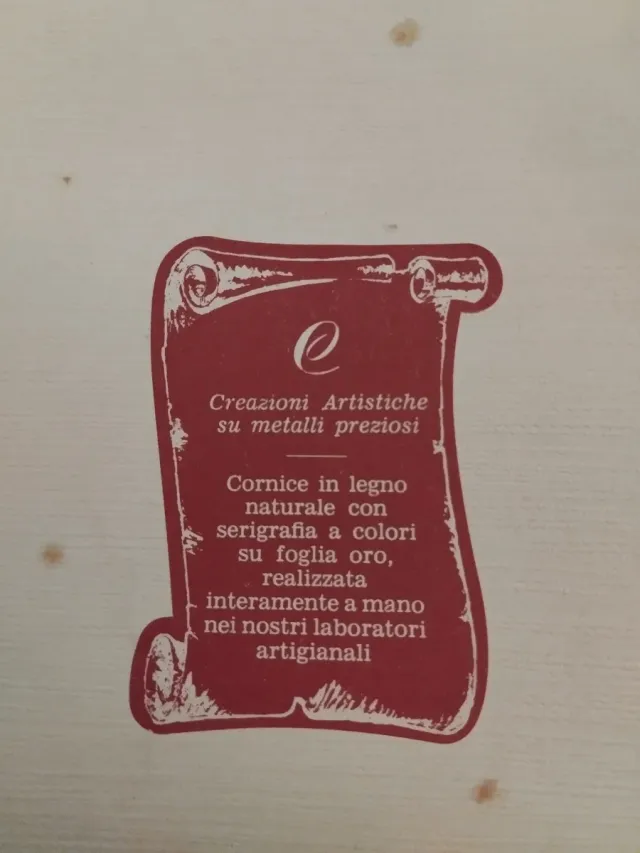 e
Creazioni Artistiche
su metalli preziosi
Cornice in legno
naturale con
serigrafia a colori
su foglia oro,
realizzata
interamente a mano
nei nostri laboratori
artigianali